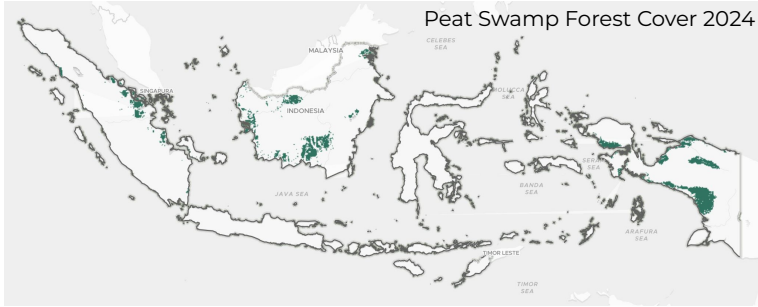 Peat Swamp Forest Cover 2024
CELEBES
SEA
MALAYSIA
SINGAPURA
MOLUCCA
SEA
INDONESIA
SERAM
SEA
JAVA SEA
BANDA
SEA
ARAFURA
SEA
TIMOR LESTE
TIMOR
SEA